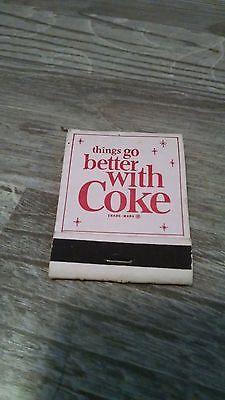 things go
better
with
Coke
TRADE-MARK ®